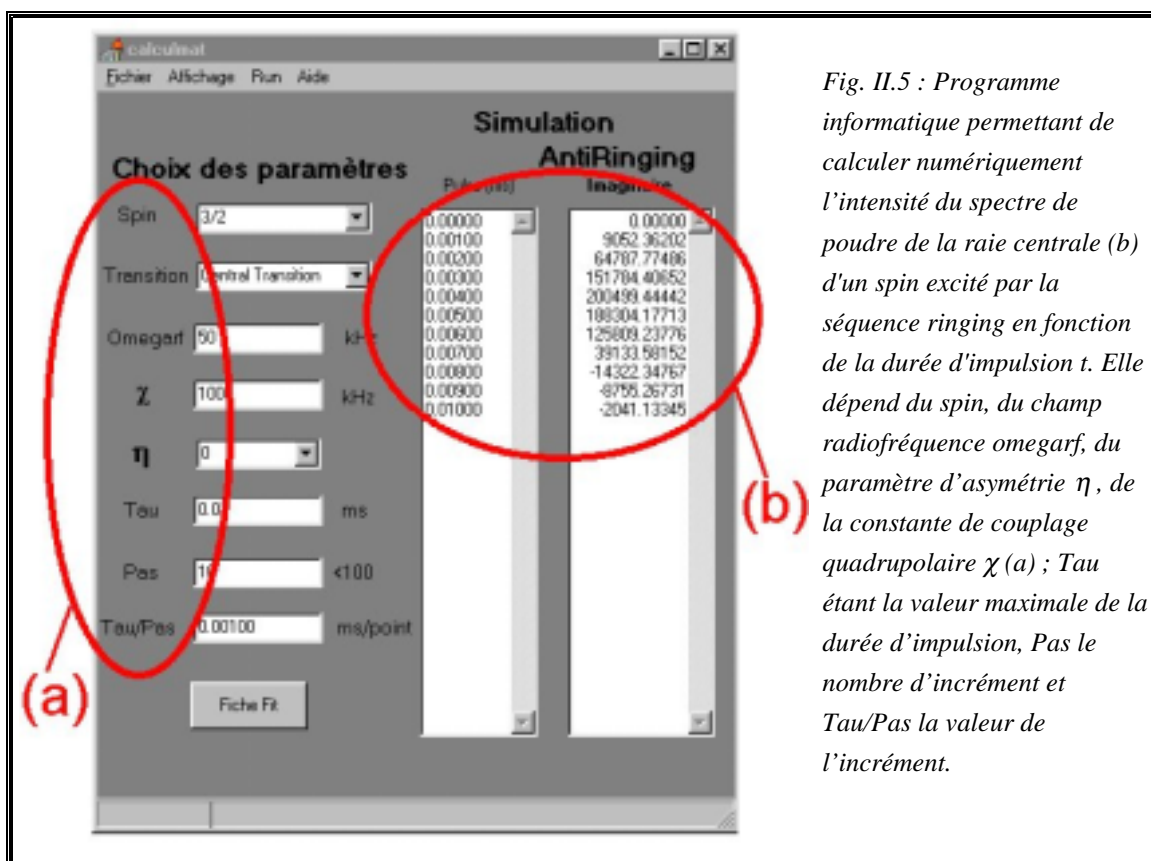 calculmat
Fichier Affichage Run Aide
Simulation
AntiRinging
Choix des paramètres
Pulse (ms) Imaginaire
Spin 3/2
Transition Central Transition
Omegarf 50 kHz
χ 100 kHz
η 0
Tau 0.0 ms
Pas 10 <100
Tau/Pas 0.00100 ms/point
Fiche Fit
0.00000 0.00000
0.00100 9052.36202
0.00200 64787.77486
0.00300 151784.40652
0.00400 200499.44442
0.00500 188304.17713
0.00600 125809.23776
0.00700 39133.58152
0.00800 -14322.34767
0.00900 -8755.26731
0.01000 -2041.13345
(a)
(b)
Fig. II.5 : Programme
informatique permettant de
calculer numériquement
l’intensité du spectre de
poudre de la raie centrale (b)
d'un spin excité par la
séquence ringing en fonction
de la durée d'impulsion t. Elle
dépend du spin, du champ
radiofréquence omegarf, du
paramètre d’asymétrie η , de
la constante de couplage
quadrupolaire χ (a) ; Tau
étant la valeur maximale de la
durée d’impulsion, Pas le
nombre d’incrément et
Tau/Pas la valeur de
l’incrément.